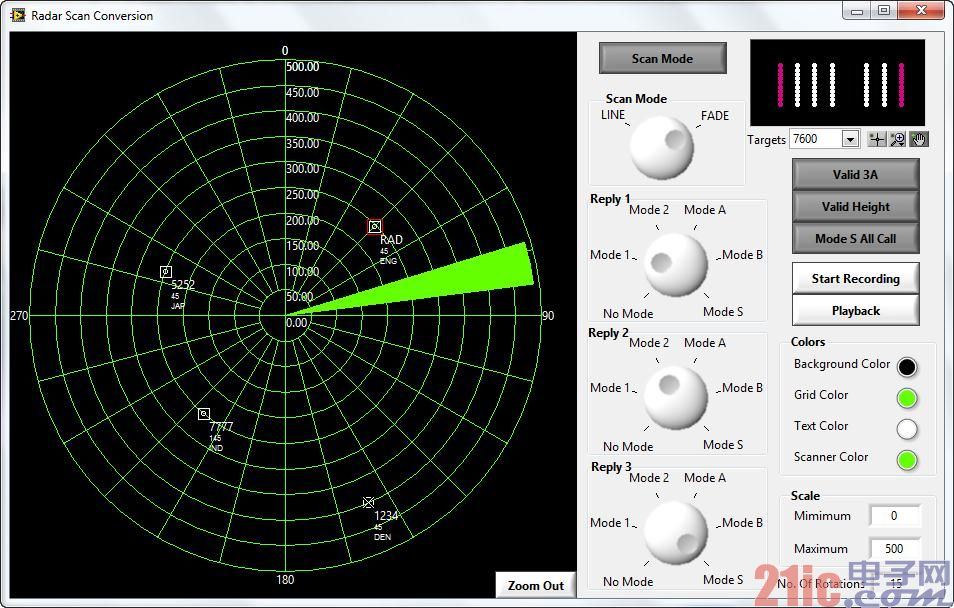 Radar Scan Conversion
0
500.00
450.00
400.00
350.00
300.00
250.00
200.00
150.00
100.00
50.00
0.00
270
90
180
RAD
45
ENG
5252
45
JAP
7777
145
IND
1234
45
DEN
Zoom Out
Scan Mode
Scan Mode
LINE
FADE
Reply 1
Mode 2
Mode A
Mode 1
Mode B
No Mode
Mode S
Reply 2
Mode 2
Mode A
Mode 1
Mode B
No Mode
Mode S
Reply 3
Mode 2
Mode A
Mode 1
Mode B
No Mode
Mode S
Targets 7600
Valid 3A
Valid Height
Mode S All Call
Start Recording
Playback
Colors
Background Color
Grid Color
Text Color
Scanner Color
Scale
Mimimum 0
Maximum 500
No. Of Rotations 15
21ic电子网
.com